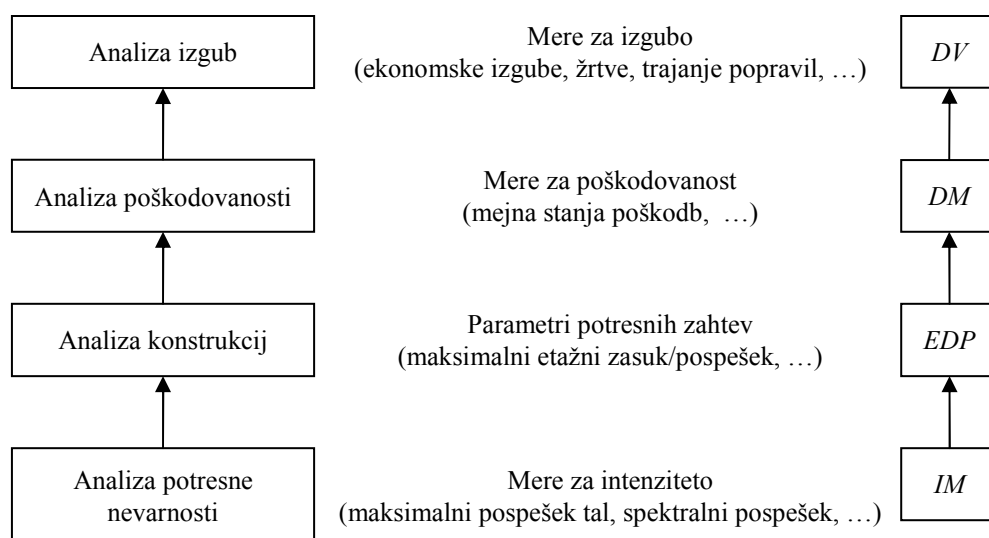 Analiza izgub
Mere za izgubo
(ekonomske izgube, žrtve, trajanje popravil, …)
DV
Analiza poškodovanosti
Mere za poškodovanost
(mejna stanja poškodb, …)
DM
Analiza konstrukcij
Parametri potresnih zahtev
(maksimalni etažni zasuk/pospešek, …)
EDP
Analiza potresne
nevarnosti
Mere za intenziteto
(maksimalni pospešek tal, spektralni pospešek, …)
IM